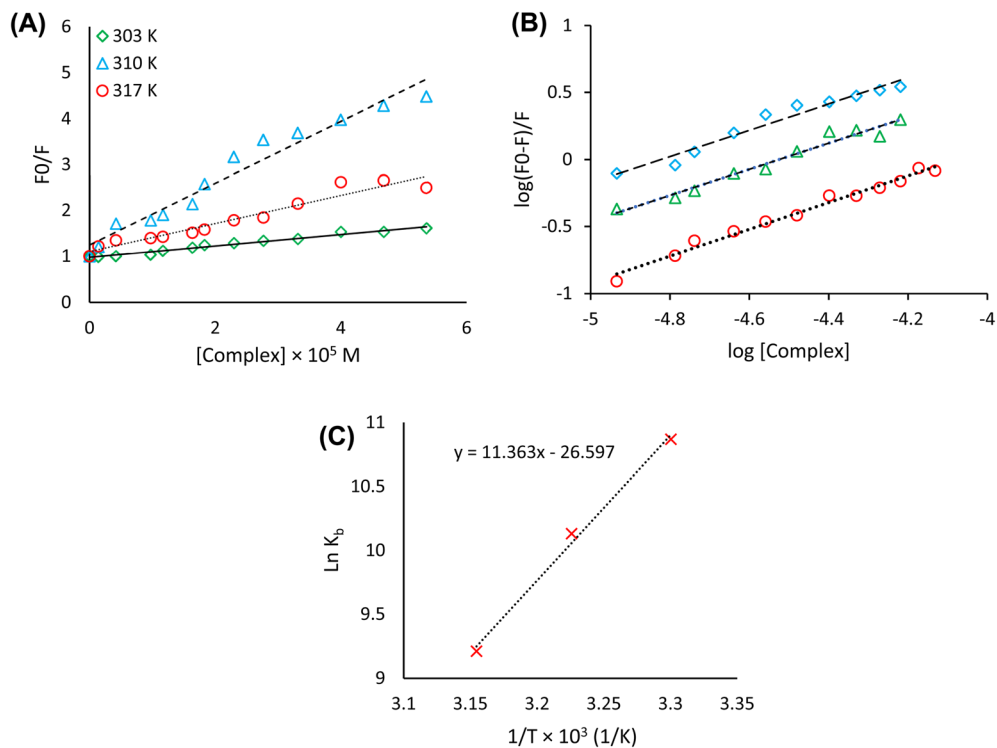 (A)
303 K
310 K
317 K
F0/F
6
5
4
3
2
1
0
0 2 4 6
[Complex] × 10⁵ M
(B)
log(F0-F)/F
1
0.5
0
-0.5
-1
-5 -4.8 -4.6 -4.4 -4.2 -4
log [Complex]
(C)
y = 11.363x - 26.597
Ln K_b
11
10.5
10
9.5
9
3.1 3.15 3.2 3.25 3.3 3.35
1/T × 10³ (1/K)